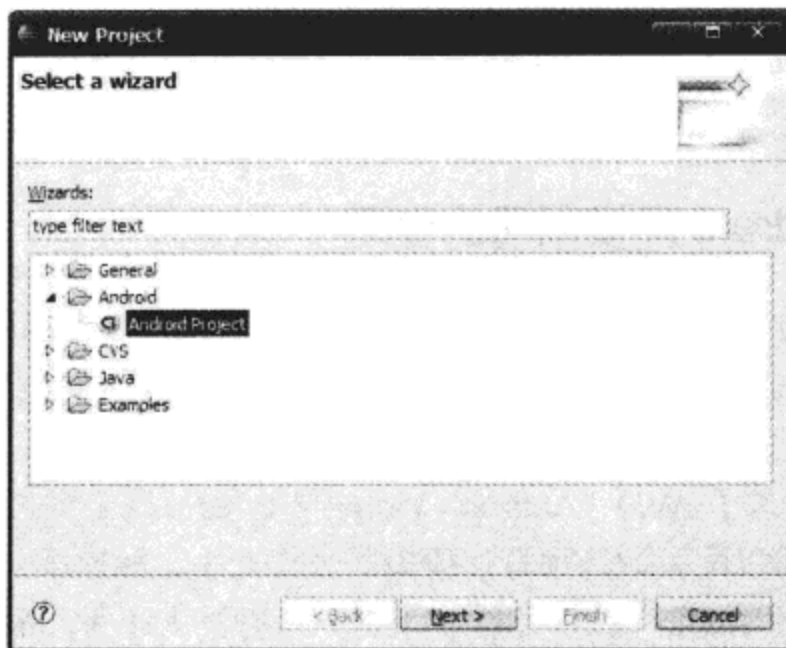 New Project
Select a wizard
Wizards:
type filter text
General
Android
Android Project
CVS
Java
Examples
< Back Next > Finish Cancel